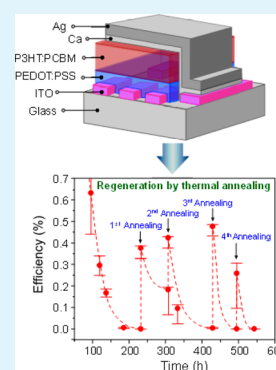 Ag
Ca
P3HT:PCBM
PEDOT:PSS
ITO
Glass
Regeneration by thermal annealing
1st Annealing
2nd Annealing
3rd Annealing
4th Annealing
Efficiency (%)
0.7
0.6
0.5
0.4
0.3
0.2
0.1
0.0
100 200 300 400 500
Time (h)